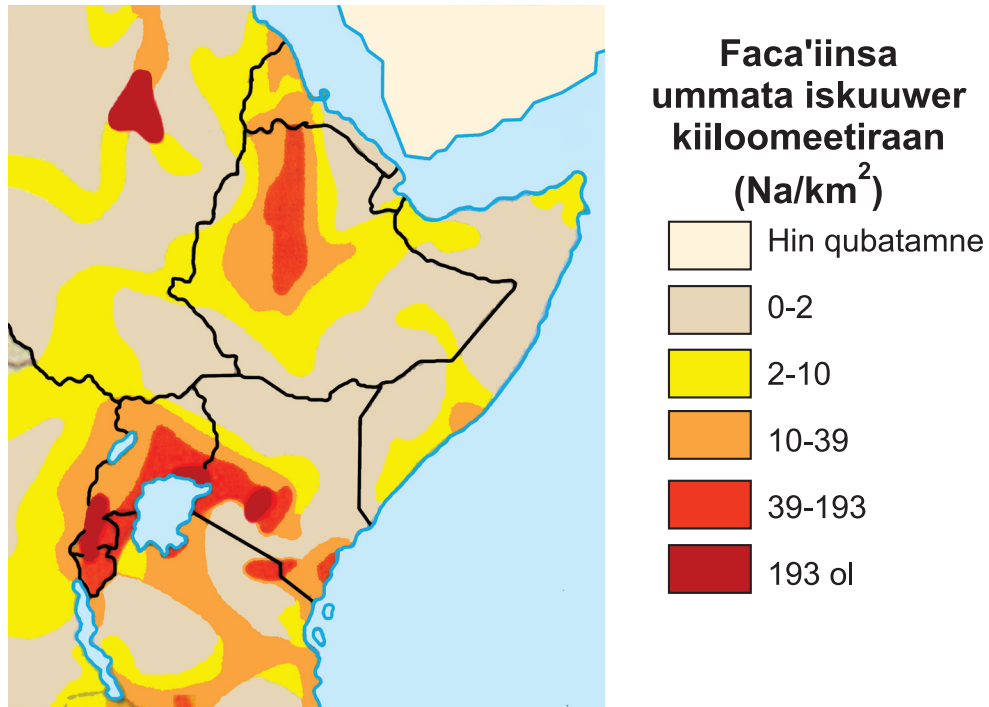 Faca'iinsa
ummata iskuuwer
kiiloomeetiraan
(Na/km²)
Hin qubatamne
0-2
2-10
10-39
39-193
193 ol